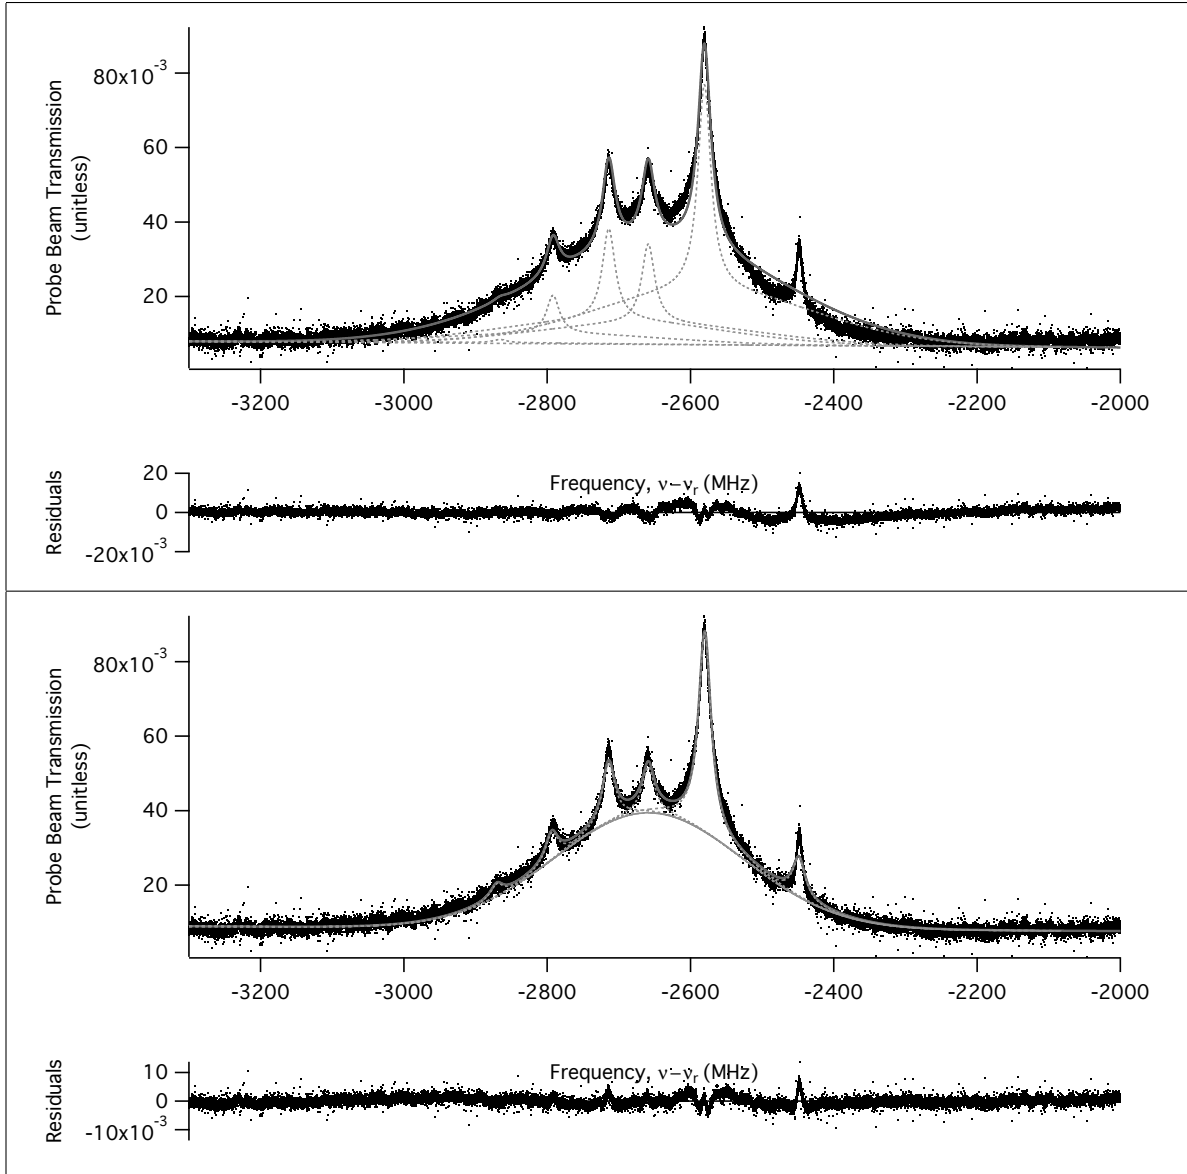 Probe Beam Transmission
(unitless)
80x10-3
60
40
20
-3200 -3000 -2800 -2600 -2400 -2200 -2000
Frequency, ν-νr (MHz)
Residuals
20
0
-20x10-3
Probe Beam Transmission
(unitless)
80x10-3
60
40
20
-3200 -3000 -2800 -2600 -2400 -2200 -2000
Frequency, ν-νr (MHz)
Residuals
10
0
-10x10-3